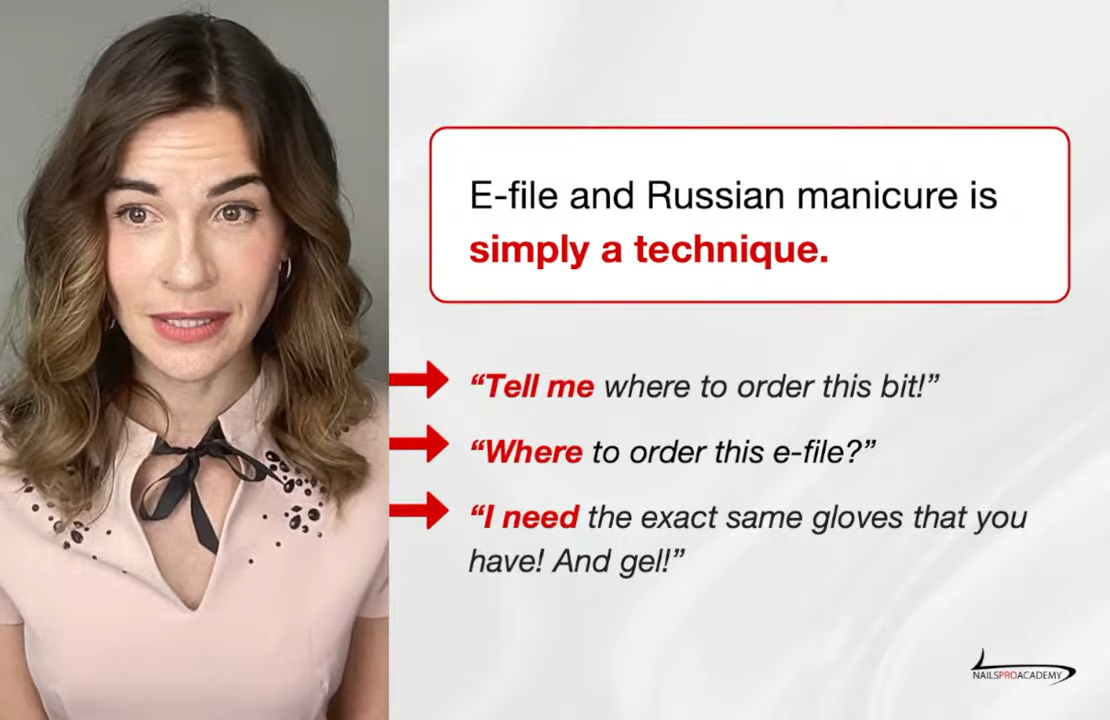 E-file and Russian manicure is
simply a technique.
“Tell me where to order this bit!”
“Where to order this e-file?”
“I need the exact same gloves that you
have! And gel!”
NAILSPROACADEMY